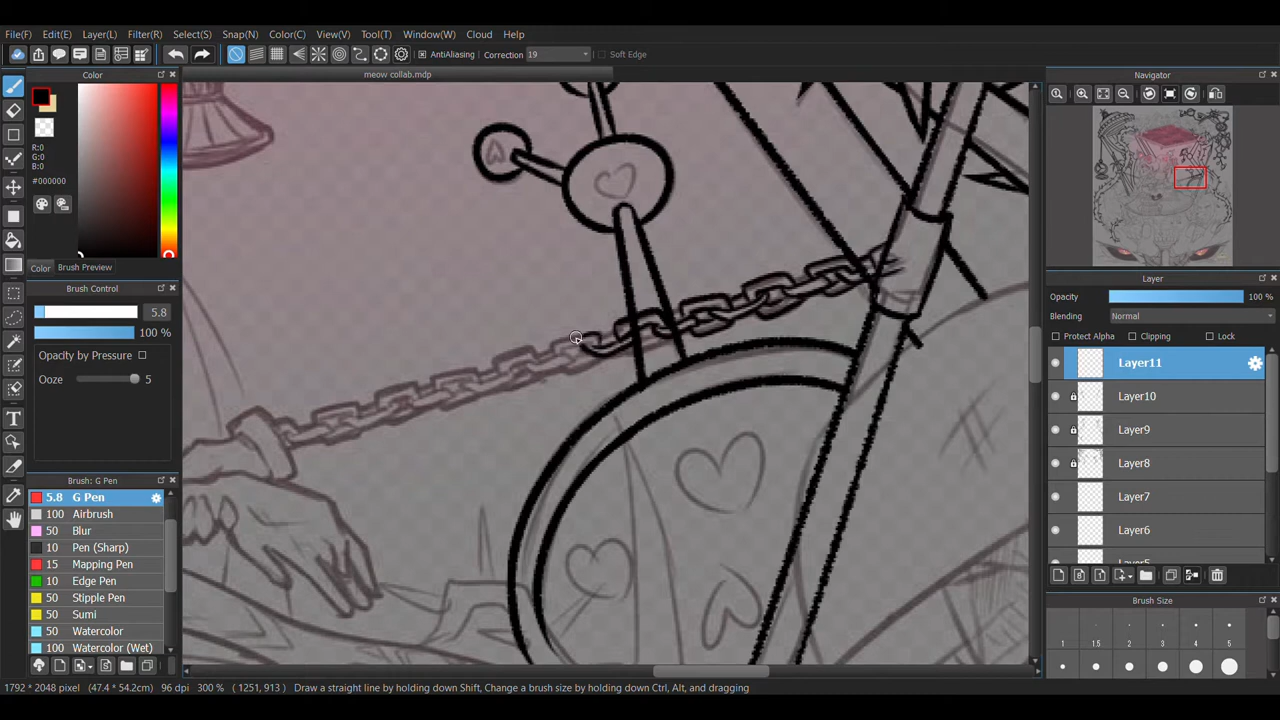 File(F) Edit(E) Layer(L) Filter(R) Select(S) Snap(N) Color(C) View(V) Tool(T) Window(W) Cloud Help
AntiAliasing Correction 19 Soft Edge
Color
meow collab.mdp
Navigator
R:0
G:0
B:0
#000000
Color Brush Preview
Brush Control
5.8
100 %
Opacity by Pressure
Ooze 5
Brush: G Pen
5.8 G Pen
100 Airbrush
50 Blur
10 Pen (Sharp)
15 Mapping Pen
10 Edge Pen
50 Stipple Pen
50 Sumi
50 Watercolor
100 Watercolor (Wet)
Layer
Opacity 100 %
Blending Normal
Protect Alpha Clipping Lock
Layer11
Layer10
Layer9
Layer8
Layer7
Layer6
Brush Size
1 1.5 2 3 4 5
1792 * 2048 pixel (47.4 * 54.2cm) 96 dpi 300 % ( 1251, 913 ) Draw a straight line by holding down Shift, Change a brush size by holding down Ctrl, Alt, and dragging